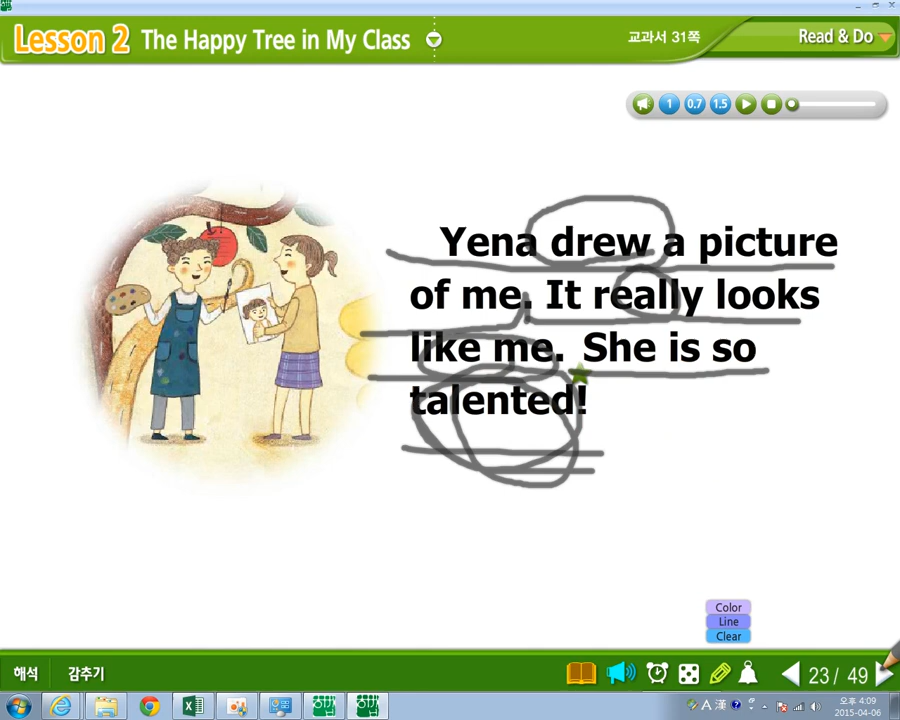 Lesson 2 The Happy Tree in My Class
교과서 31쪽
Read & Do
1 0.7 1.5
Yena drew a picture
of me. It really looks
like me. She is so
talented!
Color
Line
Clear
해석 감추기
23 / 49
A 漢
오후 4:09
2015-04-06